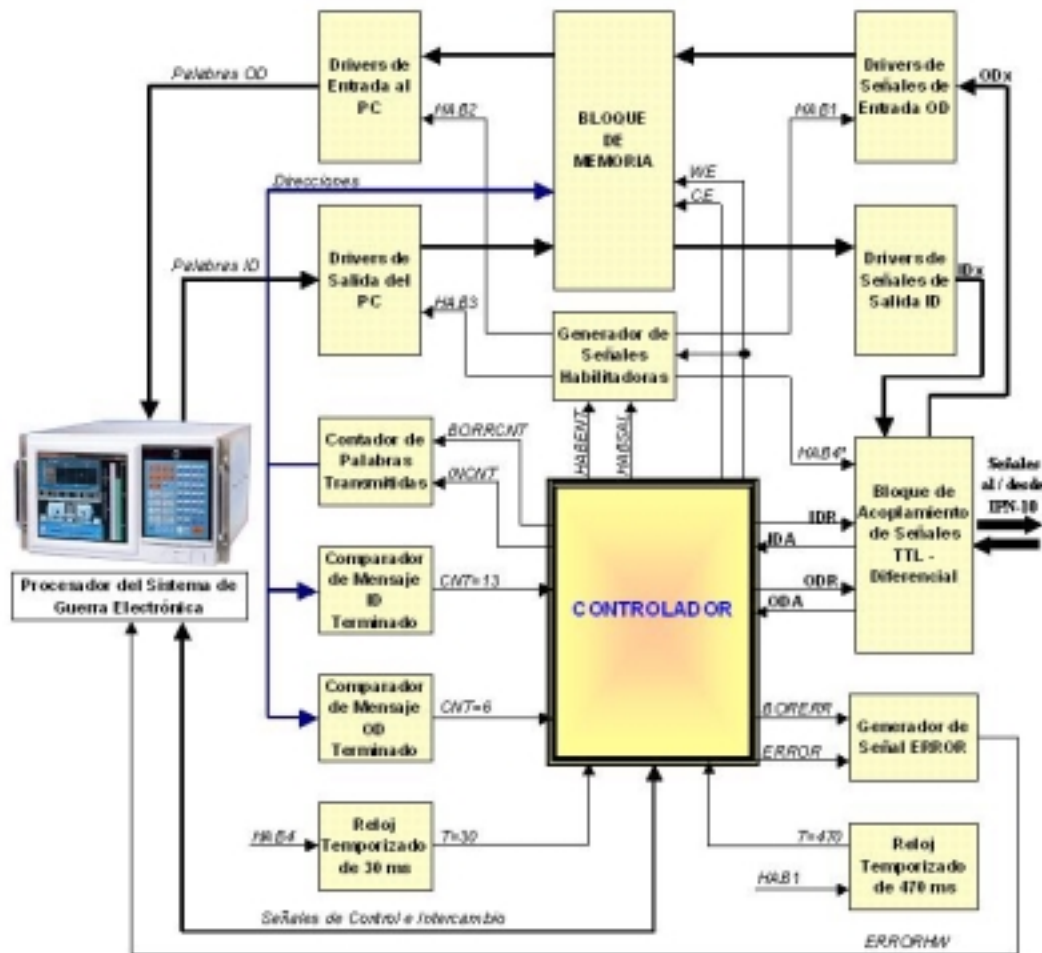 Palabras OD
Drivers de
Entrada al
PC
HAB2
BLOQUE
DE
MEMORIA
HAB1
Drivers de
Señales de
Entrada OD
ODx
Direcciones
WE
CE
Palabras ID
Drivers de
Salida del
PC
HAB3
Drivers de
Señales de
Salida ID
IDx
Generador de
Señales
Habilitadoras
HABENT
HABSAL
HAB4*
Contador de
Palabras
Transmitidas
BORRCNT
INCNT
Bloque de
Acoplamiento
de Señales
TTL -
Diferencial
Señales
al / desde
IPN-10
IDR
IDA
ODR
ODA
Procesador del Sistema de
Guerra Electrónica
Comparador
de Mensaje
ID
Terminado
CNT=13
CONTROLADOR
Comparador
de Mensaje
OD
Terminado
CNT=6
BORERR
ERROR
Generador de
Señal ERROR
HAB4
Reloj
Temporizado
de 30 ms
T=30
T=470
HAB1
Reloj
Temporizado
de 470 ms
Señales de Control e Intercambio
ERRORHW